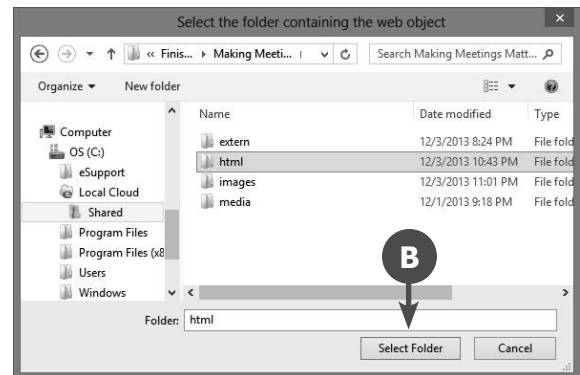 Select the folder containing the web object
« Finis... Making Meeti... Search Making Meetings Matt...
Organize New folder
Name Date modified Type
Computer
OS (C:)
eSupport
Local Cloud
Shared
Program Files
Program Files (x8
Users
Windows
extern 12/3/2013 8:24 PM File fold
html 12/3/2013 10:43 PM File fold
images 12/3/2013 11:01 PM File fold
media 12/1/2013 9:18 PM File fold
B
Folder: html
Select Folder Cancel